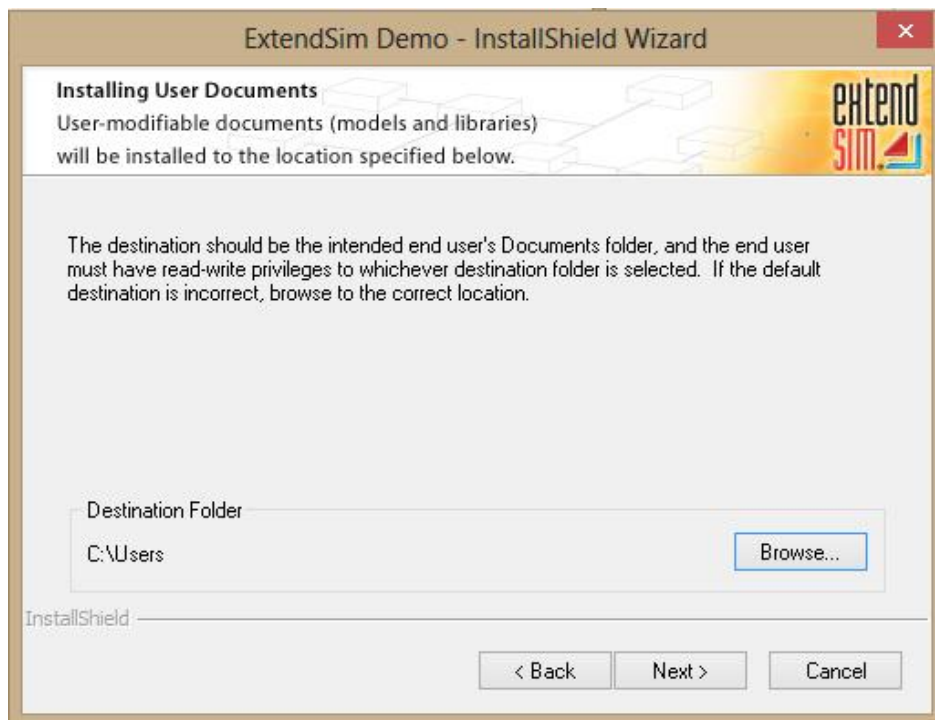 ExtendSim Demo - InstallShield Wizard
Installing User Documents
User-modifiable documents (models and libraries)
will be installed to the location specified below.
extend
SIM.
The destination should be the intended end user's Documents folder, and the end user
must have read-write privileges to whichever destination folder is selected.  If the default
destination is incorrect, browse to the correct location.
Destination Folder
C:\Users
Browse...
InstallShield
< Back
Next >
Cancel